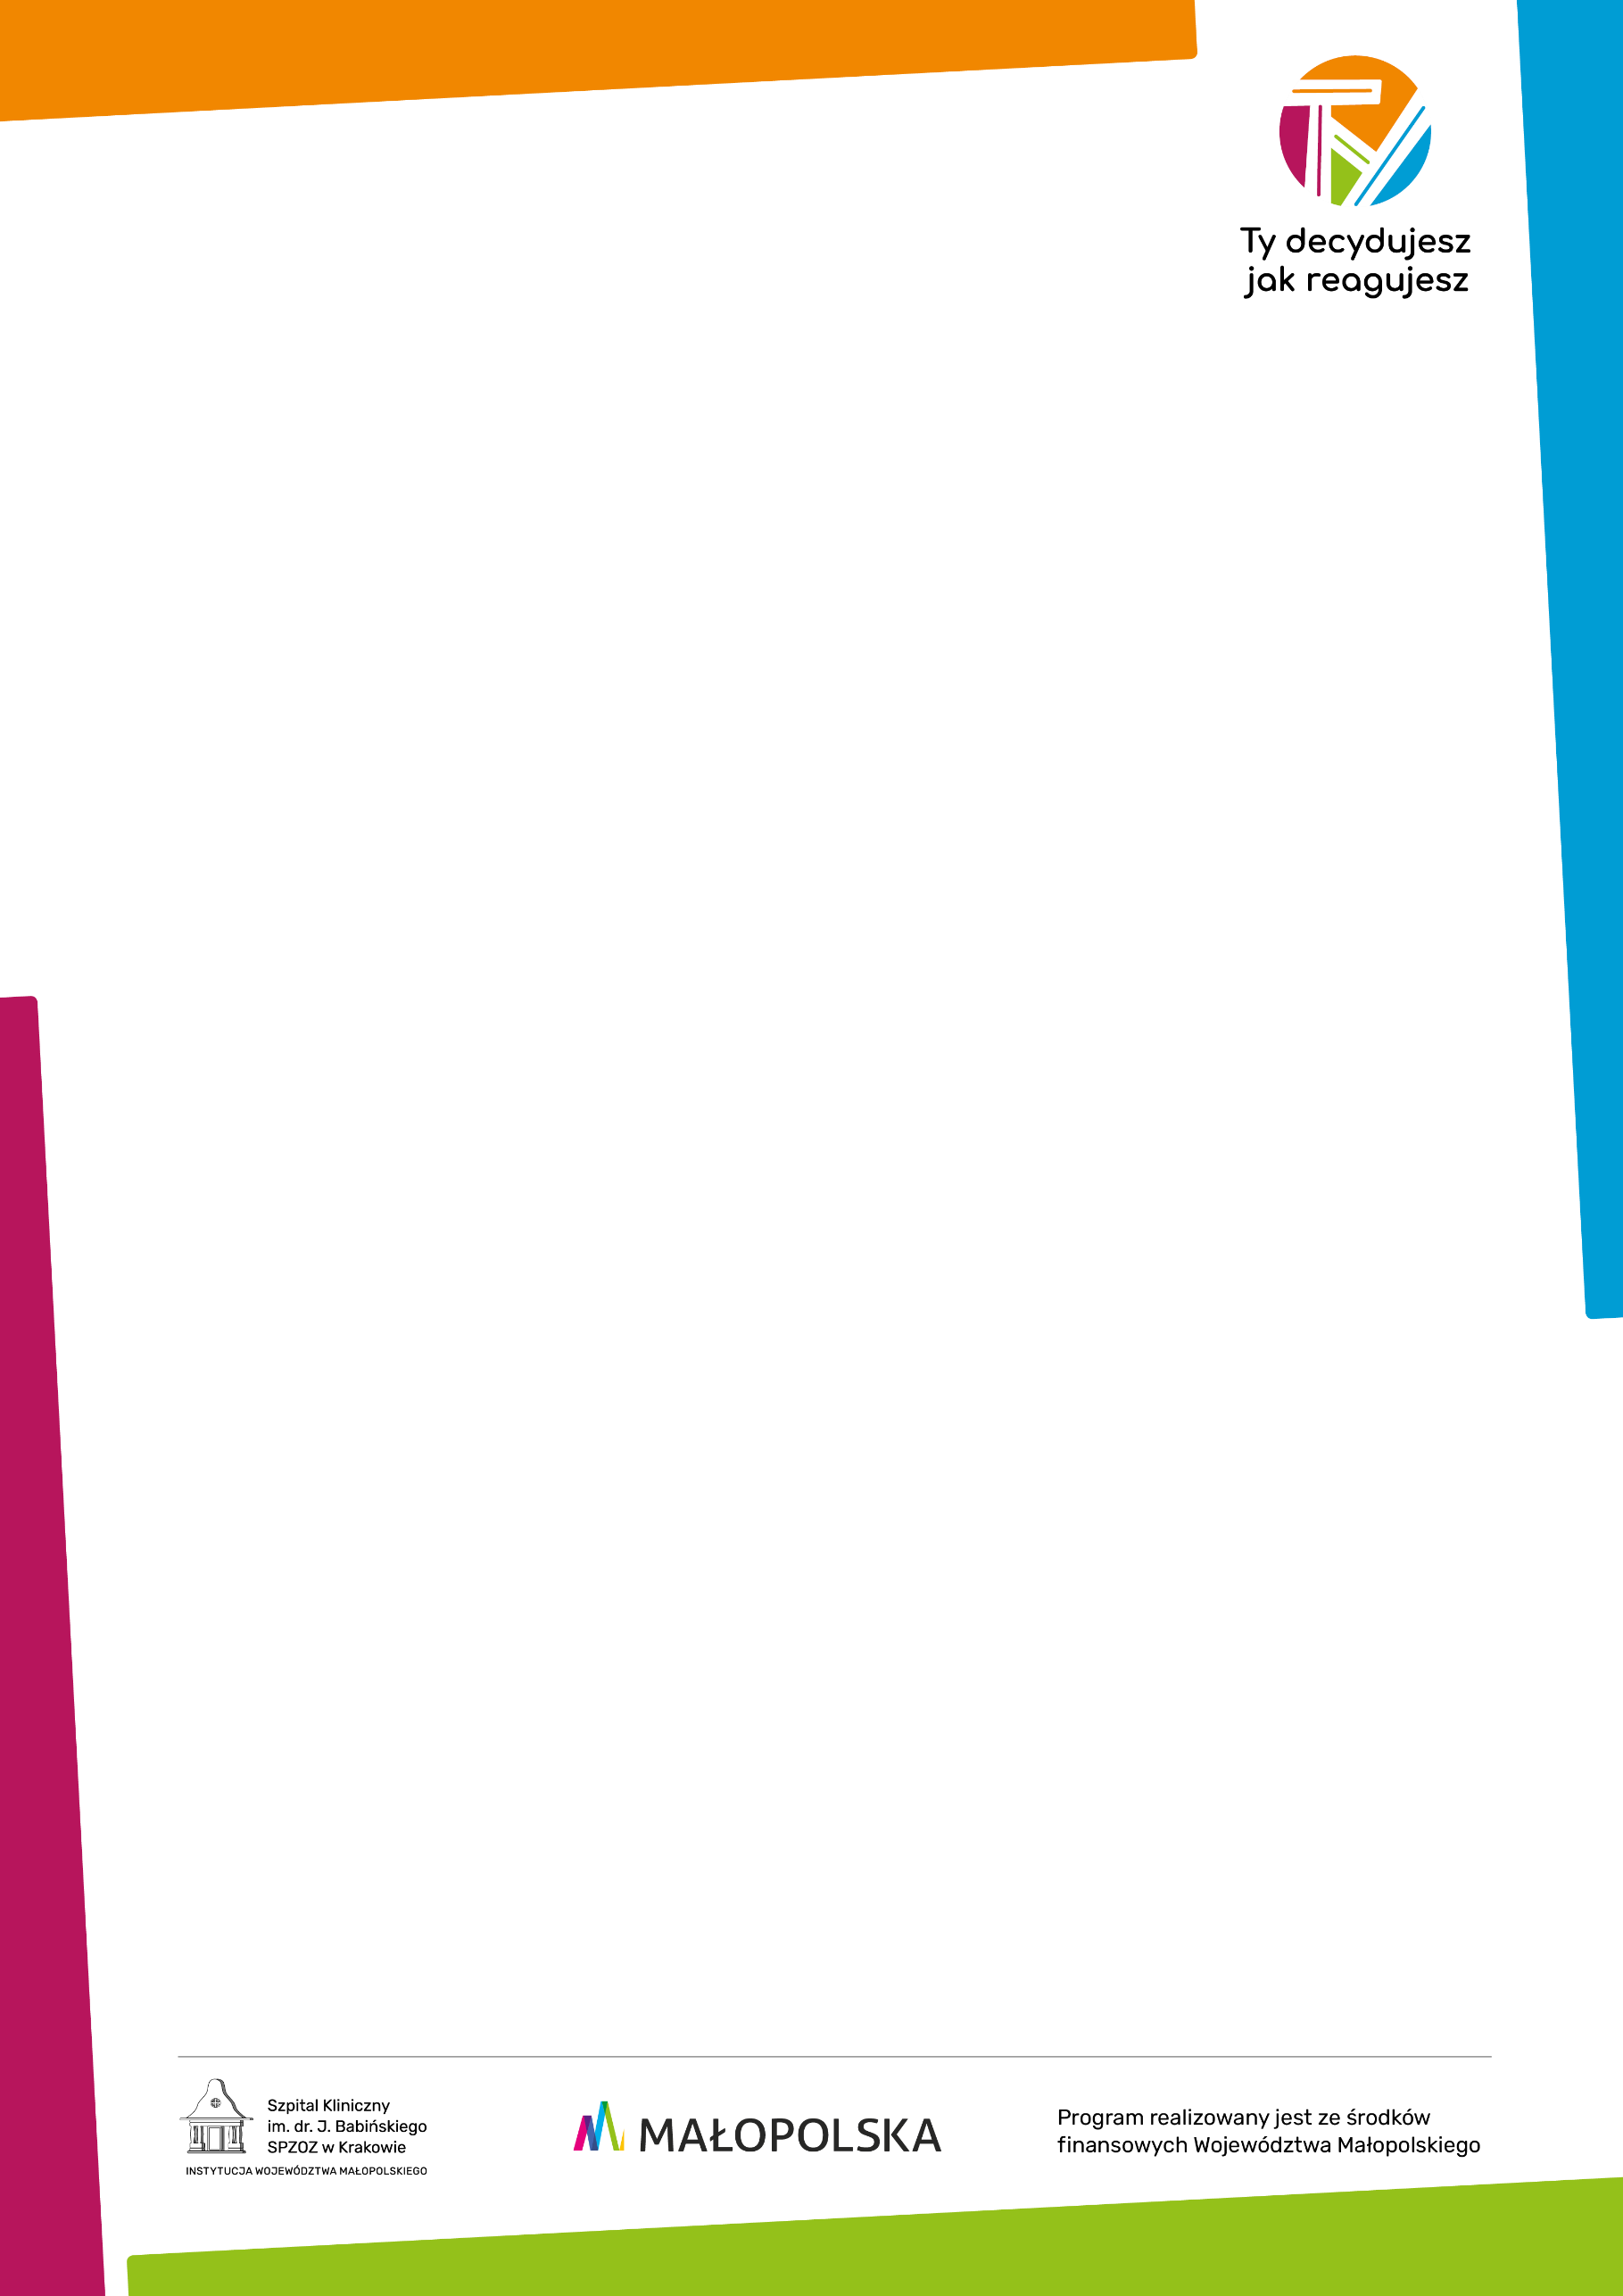 Ty decydujesz
jak reagujesz
Szpital Kliniczny
im. dr. J. Babińskiego
SPZOZ w Krakowie
INSTYTUCJA WOJEWÓDZTWA MAŁOPOLSKIEGO
MAŁOPOLSKA
Program realizowany jest ze środków
finansowych Województwa Małopolskiego